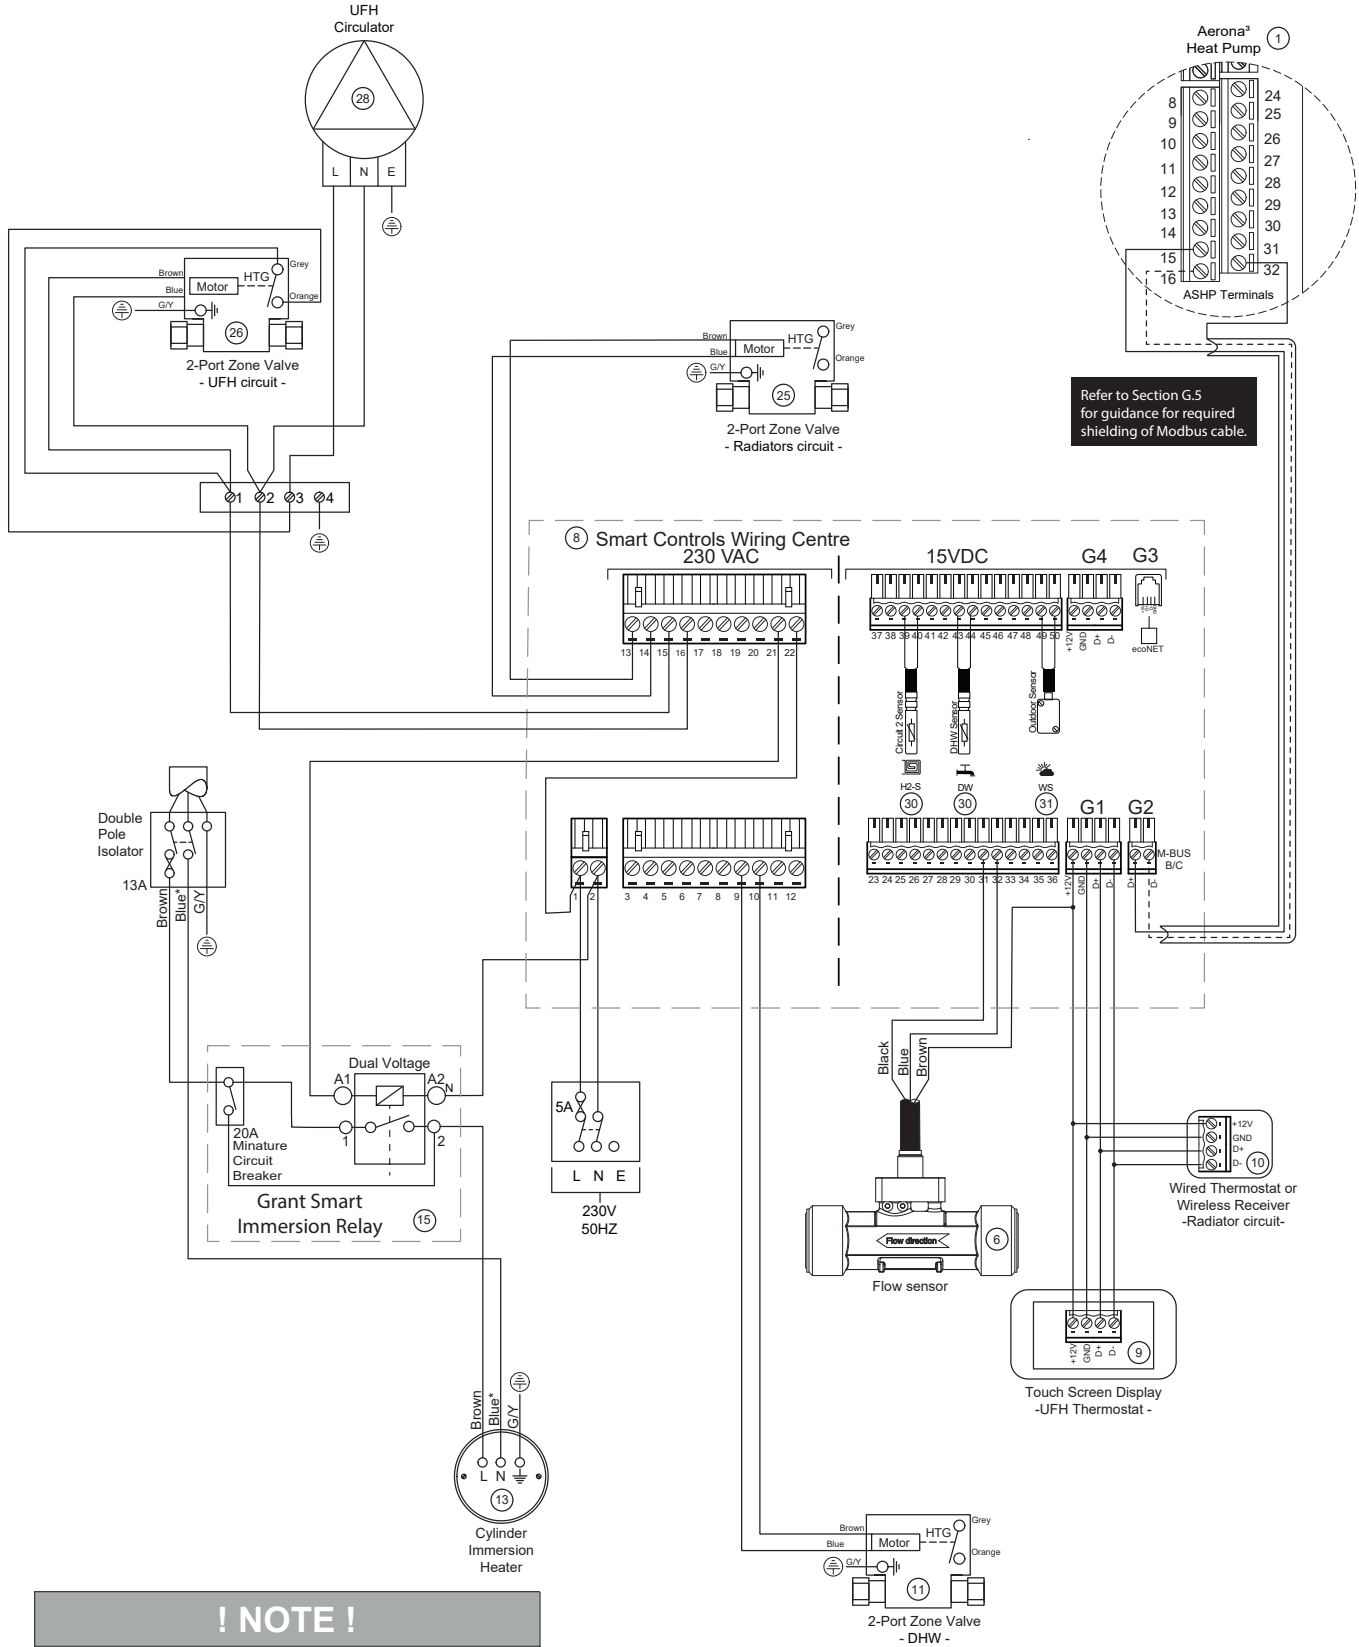 UFH
Circulator
28
L N E
Aerona³
Heat Pump
1
8
9
10
11
12
13
14
15
16
24
25
26
27
28
29
30
31
32
ASHP Terminals
Brown
Blue
G/Y
Motor
HTG
Grey
Orange
26
2-Port Zone Valve
- UFH circuit -
Brown
Blue
G/Y
Motor
HTG
Grey
Orange
25
2-Port Zone Valve
- Radiators circuit -
Refer to Section G.5
for guidance for required
shielding of Modbus cable.
1 2 3 4
8 Smart Controls Wiring Centre
230 VAC
15VDC
G4
G3
13 14 15 16 17 18 19 20 21 22
37 38 39 40 41 42 43 44 45 46 47 48 49 50
+12V
GND
D+
D-
ecoNET
Circuit 2 Sensor
DHW Sensor
Outdoor Sensor
H2-S
30
DW
30
WS
31
G1
G2
1 2
3 4 5 6 7 8 9 10 11 12
23 24 25 26 27 28 29 30 31 32 33 34 35 36
+12V
GND
D+
D-
D+
D-
M-BUS
B/C
Double
Pole
Isolator
13A
Brown
Blue*
G/Y
Dual Voltage
A1
A2
N
1
2
20A
Minature
Circuit
Breaker
Grant Smart
Immersion Relay
15
5A
L N E
230V
50HZ
Black
Blue
Brown
Flow direction
6
Flow sensor
+12V
GND
D+
D-
10
Wired Thermostat or
Wireless Receiver
-Radiator circuit-
+12V
GND
D+
D-
9
Touch Screen Display
-UFH Thermostat -
Brown
Blue*
G/Y
L N
13
Cylinder
Immersion
Heater
Brown
Blue
G/Y
Motor
HTG
Grey
Orange
11
2-Port Zone Valve
- DHW -
! NOTE !